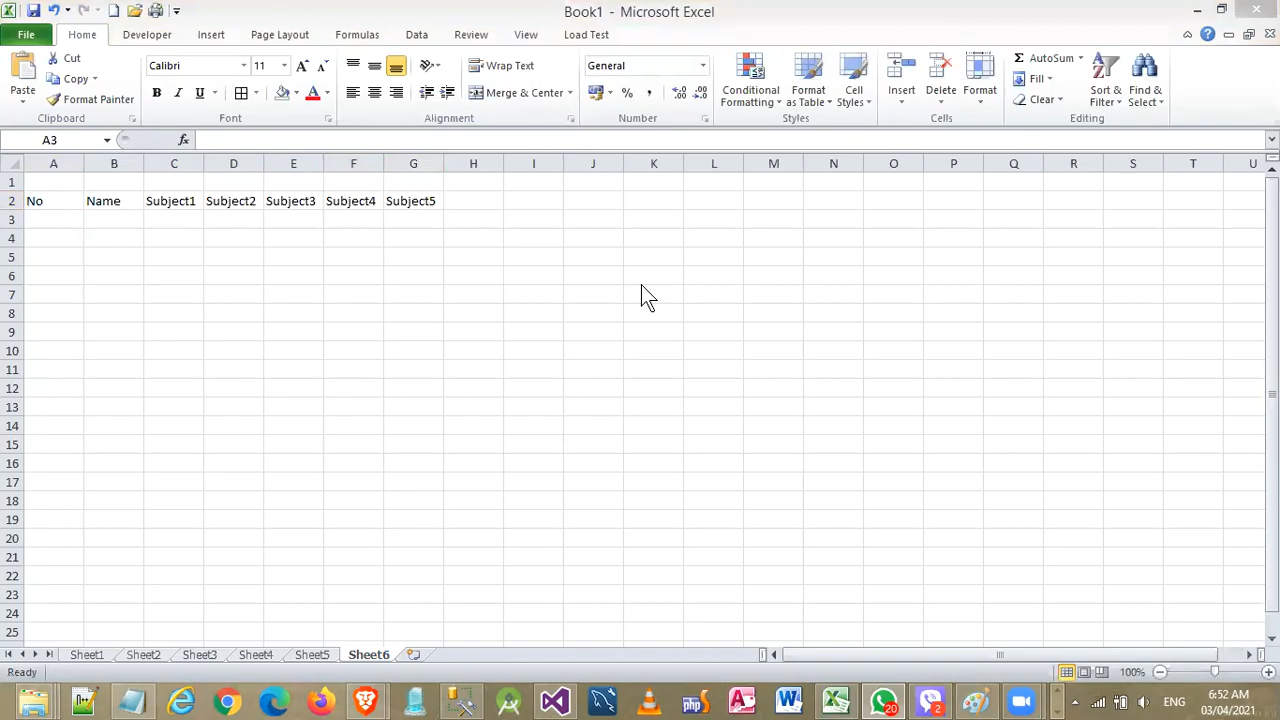 Book1 - Microsoft Excel
File Home Developer Insert Page Layout Formulas Data Review View Load Test
Paste
Cut
Copy
Format Painter
Clipboard
Calibri 11
B I U A
Font
Wrap Text
Merge & Center
Alignment
General
%
Number
Conditional Formatting
Format as Table
Cell Styles
Styles
Insert
Delete
Format
Cells
Σ AutoSum
Fill
Clear
Sort & Filter
Find & Select
Editing
A3 fx
A B C D E F G H I J K L M N O P Q R S T U
1
2 No Name Subject1 Subject2 Subject3 Subject4 Subject5
3
4
5
6
7
8
9
10
11
12
13
14
15
16
17
18
19
20
21
22
23
24
25
Sheet1 Sheet2 Sheet3 Sheet4 Sheet5 Sheet6
Ready 100%
php 20 2 ENG
6:52 AM
03/04/2021